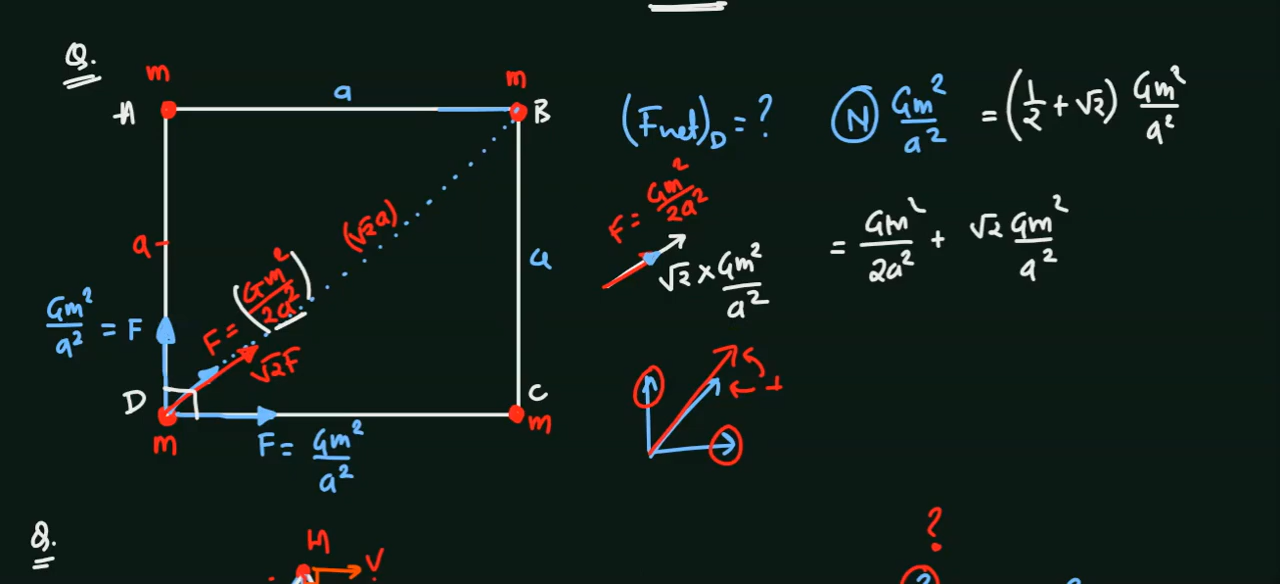 Q.
m
m
a
A
B
(Fnet)_D = ?
(N) Gm²/a² = (1/2 + √2) Gm²/a²
F = Gm²/2a²
√2 × Gm²/a²
= Gm²/2a² + √2 Gm²/a²
(√2a)
a
a
F = (Gm²/2a²)
Gm²/a² = F
√2F
D
C
m
m
F = Gm²/a²
+
Q.
M
V
?